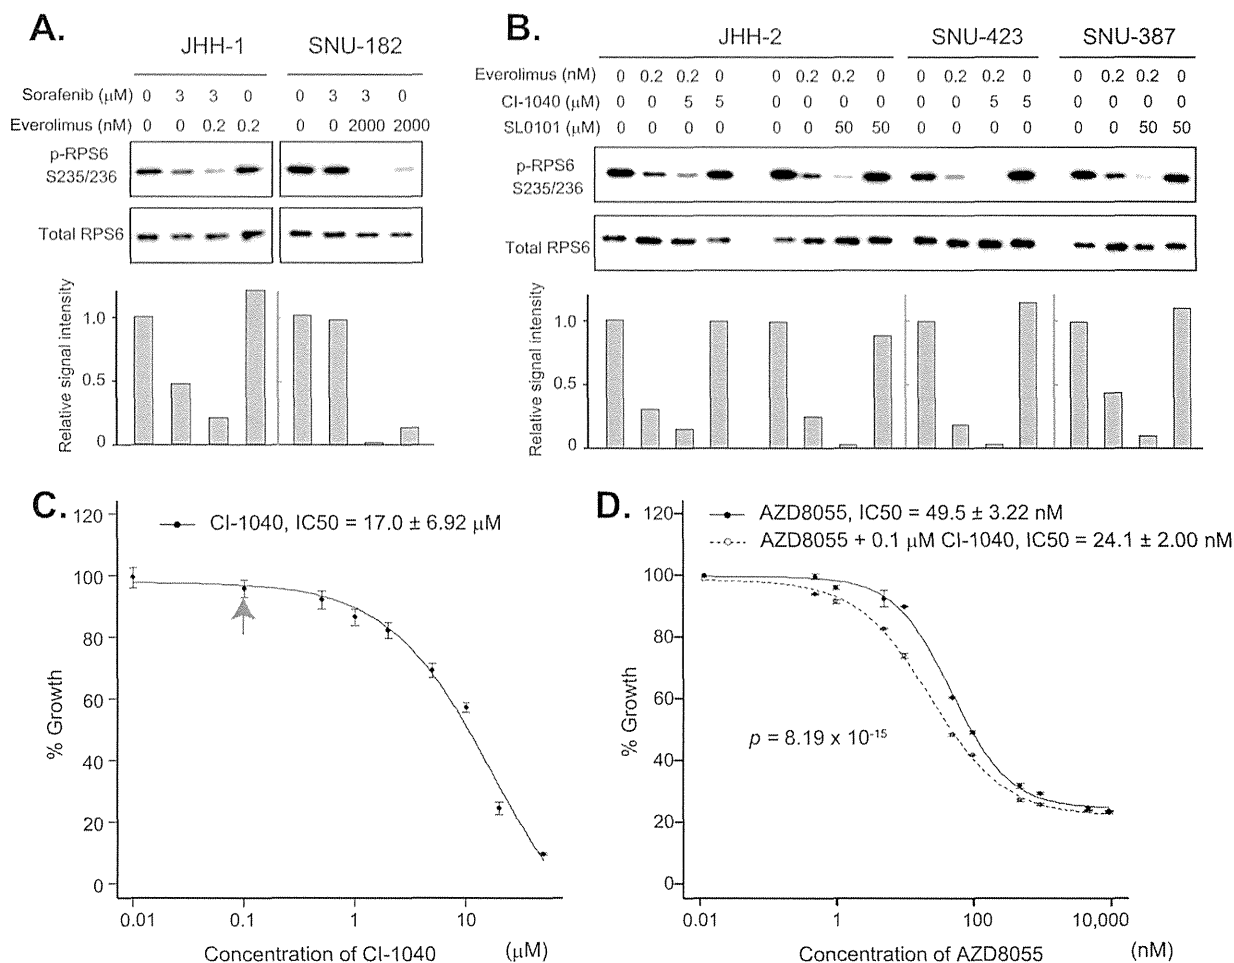 A.
JHH-1 SNU-182
Sorafenib (μM) 0 3 3 0 0 3 3 0
Everolimus (nM) 0 0 0.2 0.2 0 0 2000 2000
p-RPS6
S235/236
Total RPS6
Relative signal intensity
1.0
0.5
0
B.
JHH-2 SNU-423 SNU-387
Everolimus (nM) 0 0.2 0.2 0 0 0.2 0.2 0 0 0.2 0.2 0 0 0.2 0.2 0
CI-1040 (μM) 0 0 5 5 0 0 0 0 0 0 5 5 0 0 0 0
SL0101 (μM) 0 0 0 0 0 0 50 50 0 0 0 0 0 0 50 50
p-RPS6
S235/236
Total RPS6
Relative signal intensity
1.0
0.5
0
C.
CI-1040, IC50 = 17.0 ± 6.92 μM
% Growth
120
100
80
60
40
20
0
0.01 0.1 1 10
Concentration of CI-1040 (μM)
D.
AZD8055, IC50 = 49.5 ± 3.22 nM
AZD8055 + 0.1 μM CI-1040, IC50 = 24.1 ± 2.00 nM
p = 8.19 x 10⁻¹⁵
% Growth
120
100
80
60
40
20
0
0.01 1 100 10,000
Concentration of AZD8055 (nM)